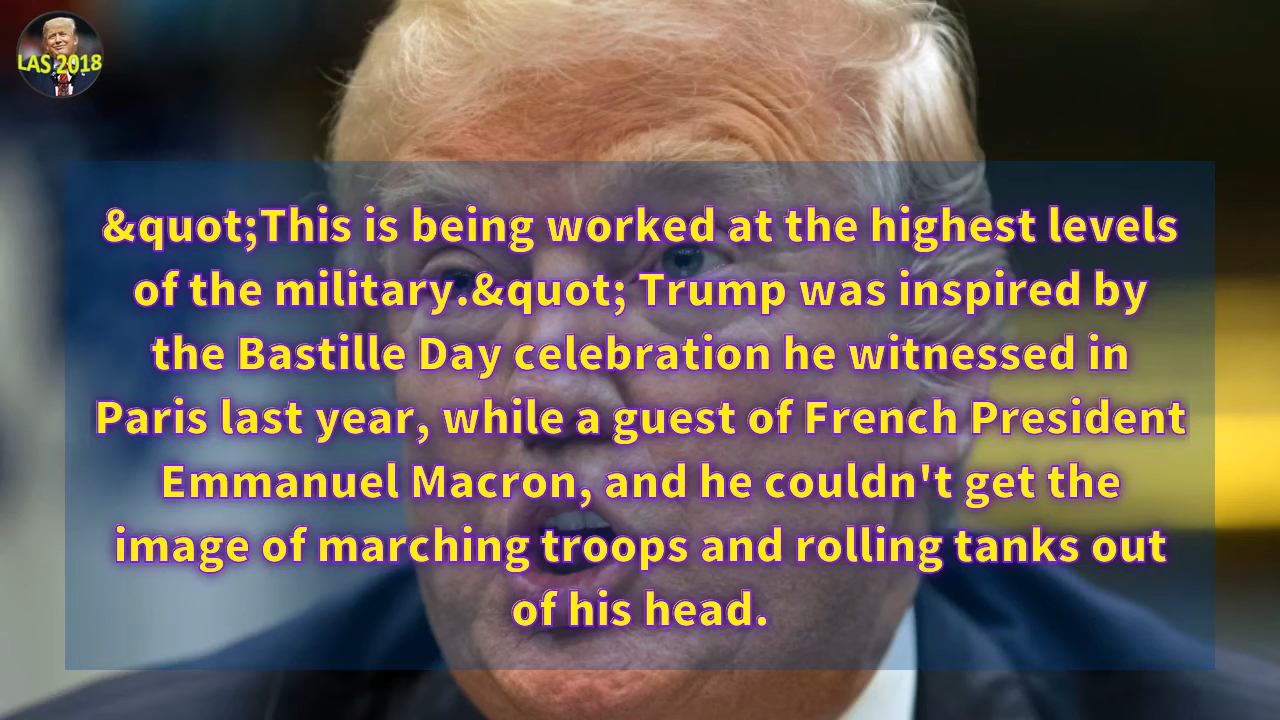 LAS 2018
&quot;This is being worked at the highest levels
of the military.&quot; Trump was inspired by
the Bastille Day celebration he witnessed in
Paris last year, while a guest of French President
Emmanuel Macron, and he couldn't get the
image of marching troops and rolling tanks out
of his head.